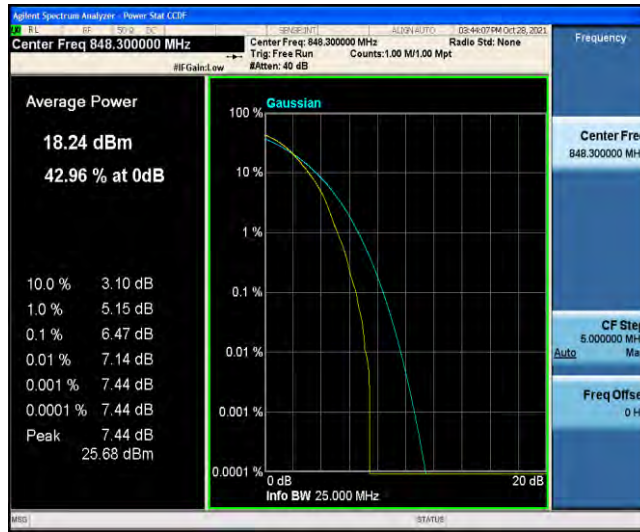 Agilent Spectrum Analyzer - Power Stat CCDF
RL RF 50 Ω DC SENSE:INT ALIGN AUTO 03:44:07 PM Oct 28, 2021
Center Freq 848.300000 MHz
Center Freq: 848.300000 MHz Radio Std: None
Trig: Free Run Counts:1.00 M/1.00 Mpt
#IFGain:Low #Atten: 40 dB
Frequency
Average Power
18.24 dBm
42.96 % at 0dB
10.0 % 3.10 dB
1.0 % 5.15 dB
0.1 % 6.47 dB
0.01 % 7.14 dB
0.001 % 7.44 dB
0.0001 % 7.44 dB
Peak 7.44 dB
25.68 dBm
Gaussian
100 %
10 %
1 %
0.1 %
0.01 %
0.001 %
0.0001 %
0 dB 20 dB
Info BW 25.000 MHz
Center Fre
848.300000 MH
CF Step
5.000000 MH
Auto Ma
Freq Offse
0 H
MSG STATUS